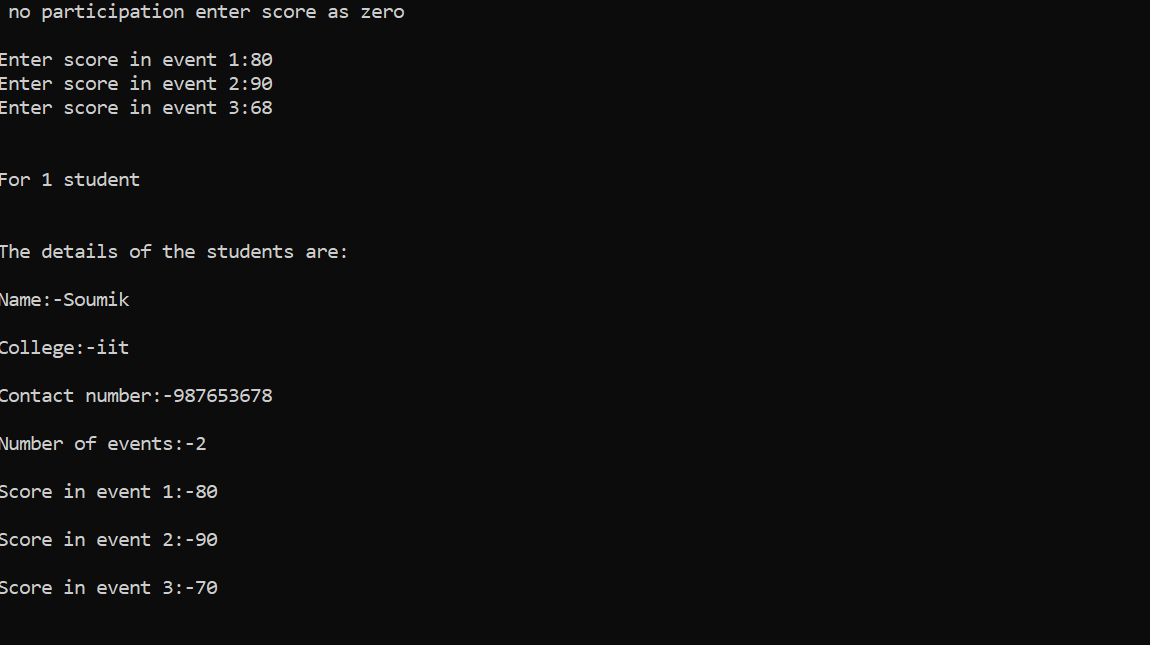 no participation enter score as zero
Enter score in event 1:80
Enter score in event 2:90
Enter score in event 3:68
For 1 student
The details of the students are:
Name:-Soumik
College:-iit
Contact number:-987653678
Number of events:-2
Score in event 1:-80
Score in event 2:-90
Score in event 3:-70